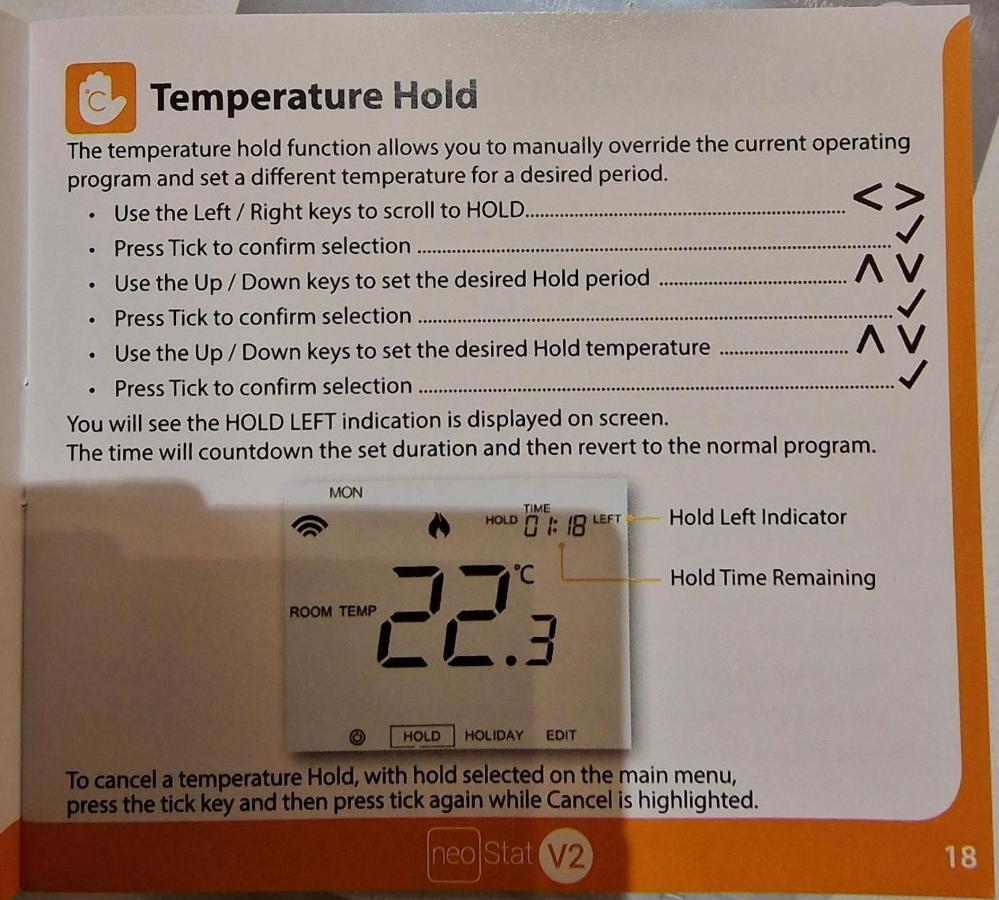 °C
Temperature Hold
The temperature hold function allows you to manually override the current operating
program and set a different temperature for a desired period.
• Use the Left / Right keys to scroll to HOLD.......... < >
• Press Tick to confirm selection .......... ✓
• Use the Up / Down keys to set the desired Hold period .......... ∧ ∨
• Press Tick to confirm selection .......... ✓
• Use the Up / Down keys to set the desired Hold temperature .......... ∧ ∨
• Press Tick to confirm selection .......... ✓
You will see the HOLD LEFT indication is displayed on screen.
The time will countdown the set duration and then revert to the normal program.
MON
TIME
HOLD 01:18 LEFT
Hold Left Indicator
Hold Time Remaining
ROOM TEMP 22.3 °C
HOLD HOLIDAY EDIT
To cancel a temperature Hold, with hold selected on the main menu,
press the tick key and then press tick again while Cancel is highlighted.
neoStat V2
18